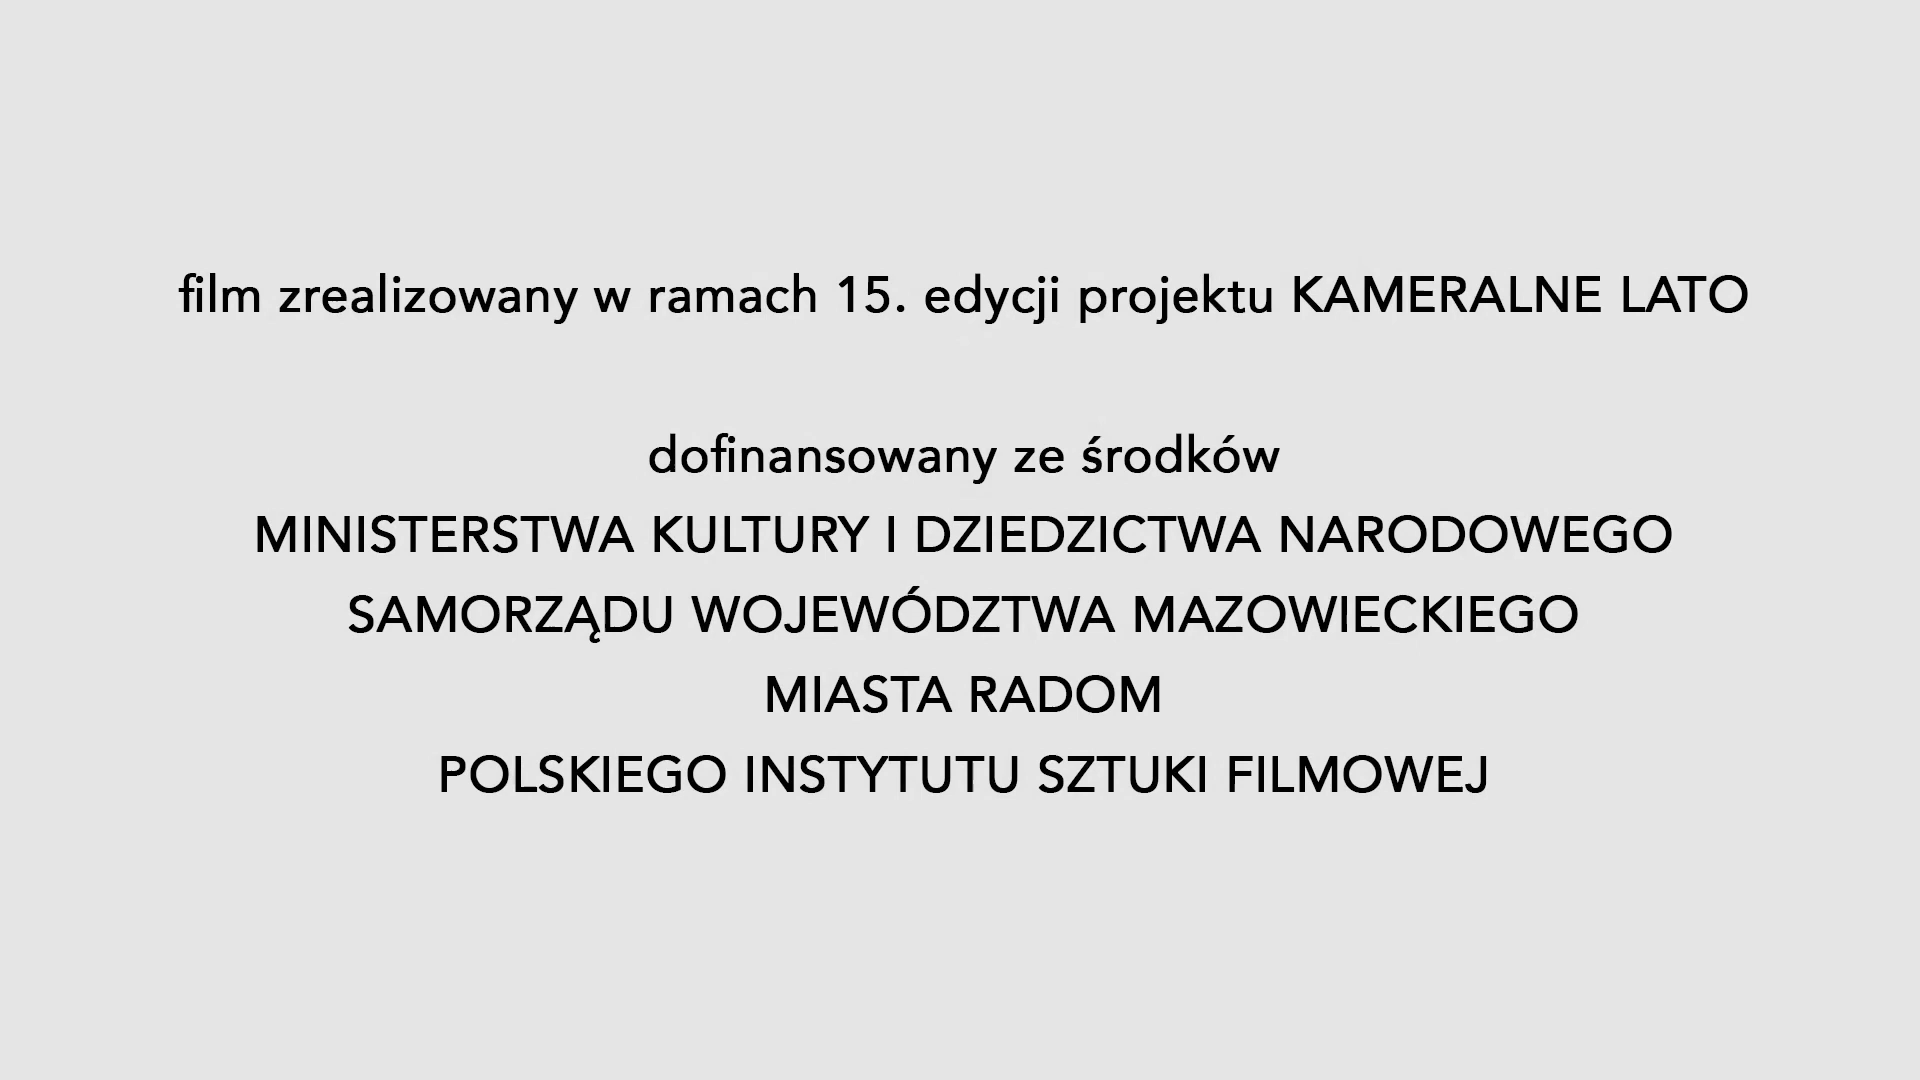 film zrealizowany w ramach 15. edycji projektu KAMERALNE LATO
dofinansowany ze środków
MINISTERSTWA KULTURY I DZIEDZICTWA NARODOWEGO
SAMORZĄDU WOJEWÓDZTWA MAZOWIECKIEGO
MIASTA RADOM
POLSKIEGO INSTYTUTU SZTUKI FILMOWEJ